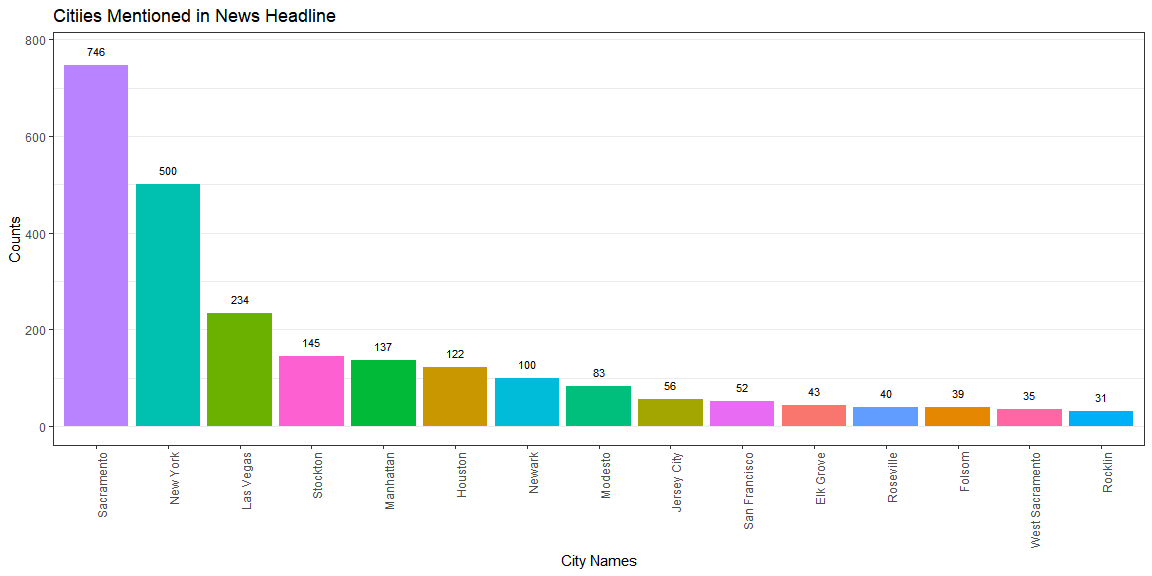 Citiies Mentioned in News Headline
Counts
800
600
400
200
0
746
500
234
145
137
122
100
83
56
52
43
40
39
35
31
Sacramento
New York
Las Vegas
Stockton
Manhattan
Houston
Newark
Modesto
Jersey City
San Francisco
Elk Grove
Roseville
Folsom
West Sacramento
Rocklin
City Names